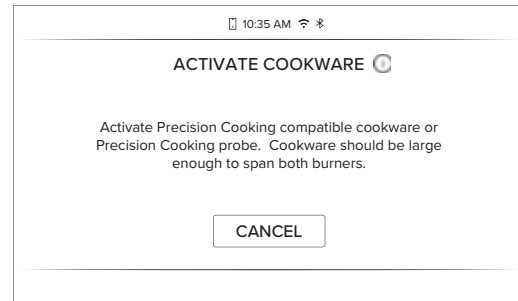 10:35 AM
ACTIVATE COOKWARE
Activate Precision Cooking compatible cookware or
Precision Cooking probe.  Cookware should be large
enough to span both burners.
CANCEL